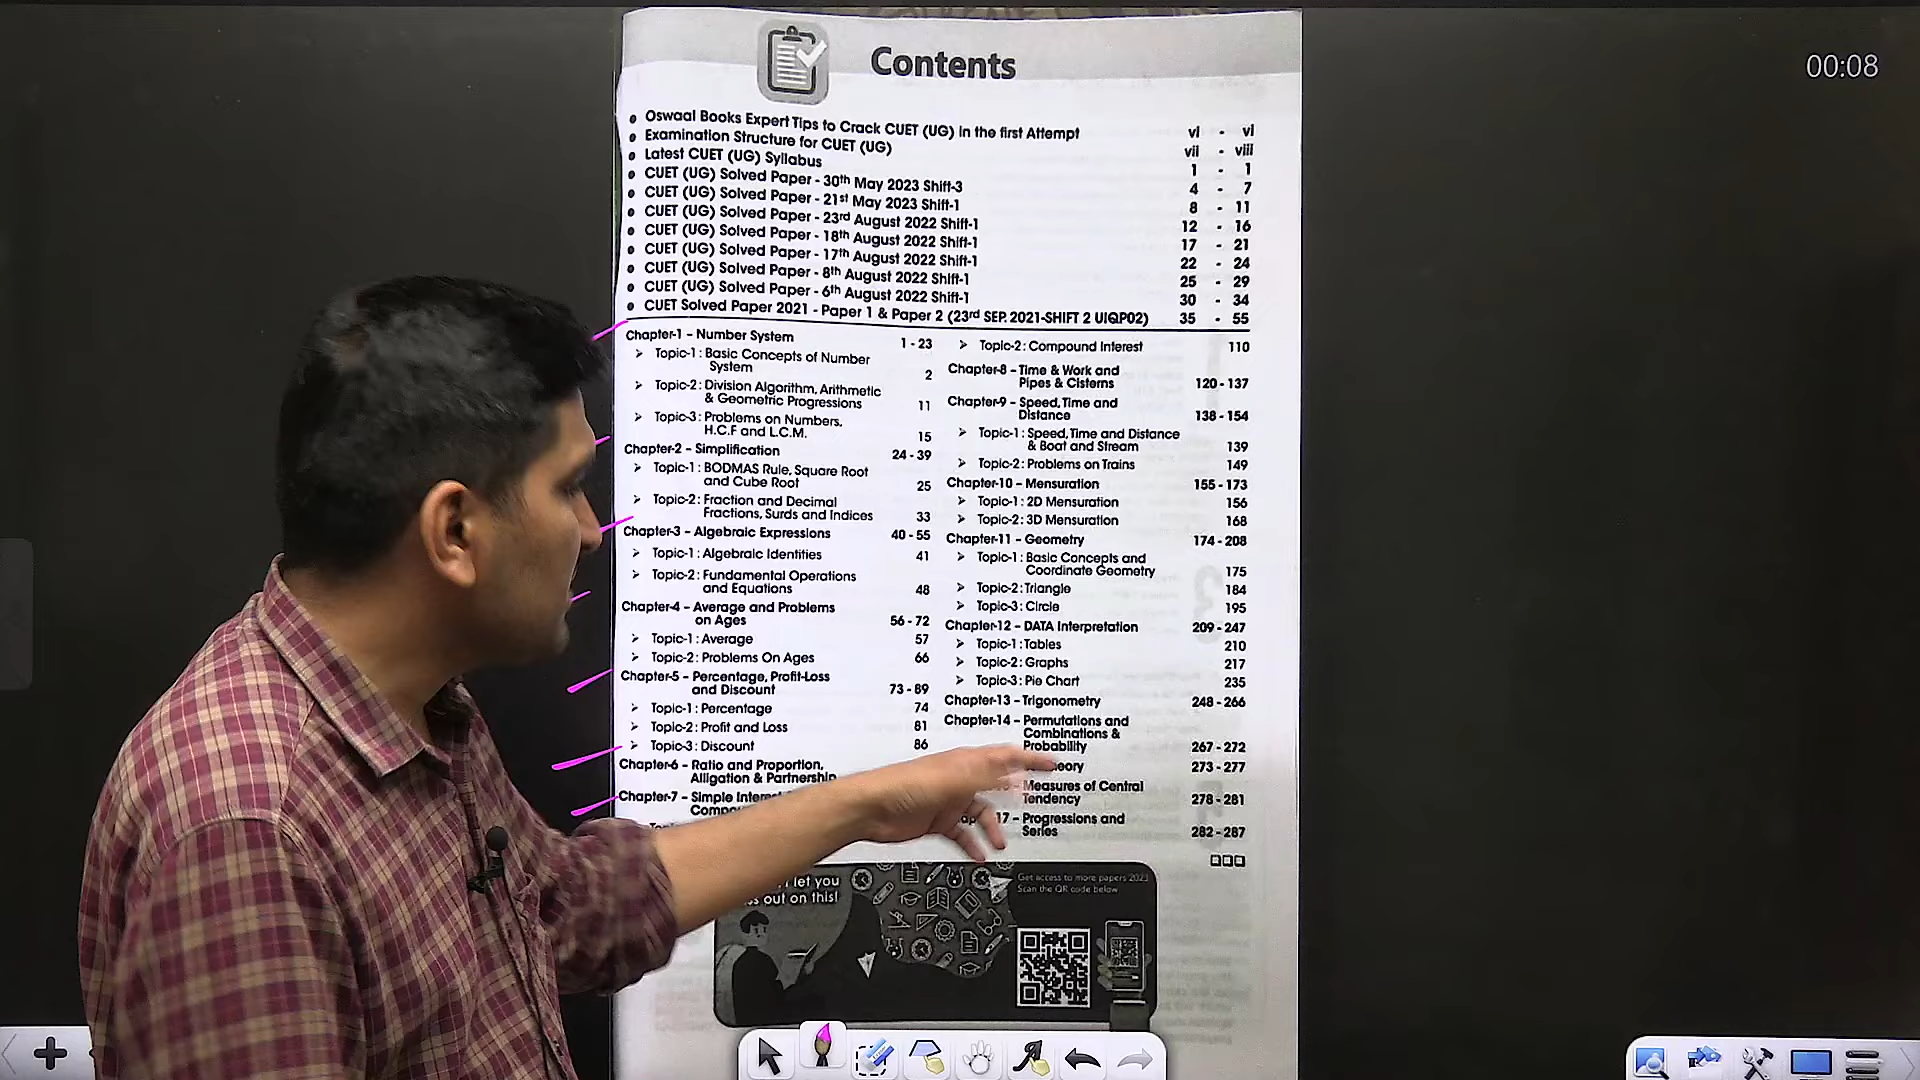 00:08
Contents
Oswaal Books Expert Tips to Crack CUET (UG) in the first Attempt vi - vi
Examination Structure for CUET (UG) vii - viii
Latest CUET (UG) Syllabus 1 - 1
CUET (UG) Solved Paper - 30th May 2023 Shift-3 4 - 7
CUET (UG) Solved Paper - 21st May 2023 Shift-1 8 - 11
CUET (UG) Solved Paper - 23rd August 2022 Shift-1 12 - 16
CUET (UG) Solved Paper - 18th August 2022 Shift-1 17 - 21
CUET (UG) Solved Paper - 17th August 2022 Shift-1 22 - 24
CUET (UG) Solved Paper - 8th August 2022 Shift-1 25 - 29
CUET (UG) Solved Paper - 6th August 2022 Shift-1 30 - 34
CUET Solved Paper 2021 - Paper 1 & Paper 2 (23rd SEP. 2021-SHIFT 2 UIQP02) 35 - 55
Chapter-1 – Number System 1 - 23
Topic-1 : Basic Concepts of Number
System 2
Topic-2 : Division Algorithm, Arithmetic
& Geometric Progressions 11
Topic-3 : Problems on Numbers,
H.C.F and L.C.M. 15
Chapter-2 – Simplification 24 - 39
Topic-1 : BODMAS Rule, Square Root
and Cube Root 25
Topic-2 : Fraction and Decimal
Fractions, Surds and Indices 33
Chapter-3 – Algebraic Expressions 40 - 55
Topic-1 : Algebraic Identities 41
Topic-2 : Fundamental Operations
and Equations 48
Chapter-4 – Average and Problems
on Ages 56 - 72
Topic-1 : Average 57
Topic-2 : Problems On Ages 66
Chapter-5 – Percentage, Profit-Loss
and Discount 73 - 89
Topic-1 : Percentage 74
Topic-2 : Profit and Loss 81
Topic-3 : Discount 86
Chapter-6 – Ratio and Proportion,
Alligation & Partnership
Chapter-7 – Simple
Topic-2 : Compound Interest 110
Chapter-8 – Time & Work and
Pipes & Cisterns 120 - 137
Chapter-9 – Speed, Time and
Distance 138 - 154
Topic-1 : Speed, Time and Distance
& Boat and Stream 139
Topic-2 : Problems on Trains 149
Chapter-10 – Mensuration 155 - 173
Topic-1 : 2D Mensuration 156
Topic-2 : 3D Mensuration 168
Chapter-11 – Geometry 174 - 208
Topic-1 : Basic Concepts and
Coordinate Geometry 175
Topic-2 : Triangle 184
Topic-3 : Circle 195
Chapter-12 – DATA Interpretation 209 - 247
Topic-1 : Tables 210
Topic-2 : Graphs 217
Topic-3 : Pie Chart 235
Chapter-13 – Trigonometry 248 - 266
Chapter-14 – Permutations and
Combinations &
Probability 267 - 272
273 - 277
Measures of Central
Tendency 278 - 281
17 – Progressions and
Series 282 - 287
let you
out on this!
Get access to more papers 2023
Scan the QR code below